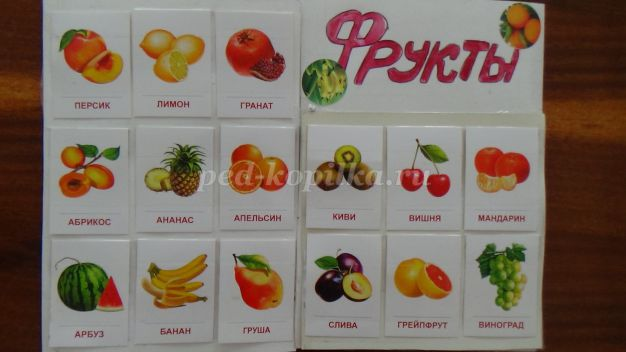 ФРУКТЫ
ПЕРСИК
ЛИМОН
ГРАНАТ
АБРИКОС
АНАНАС
АПЕЛЬСИН
КИВИ
ВИШНЯ
МАНДАРИН
АРБУЗ
БАНАН
ГРУША
СЛИВА
ГРЕЙПФРУТ
ВИНОГРАД
ped-kopilka.ru